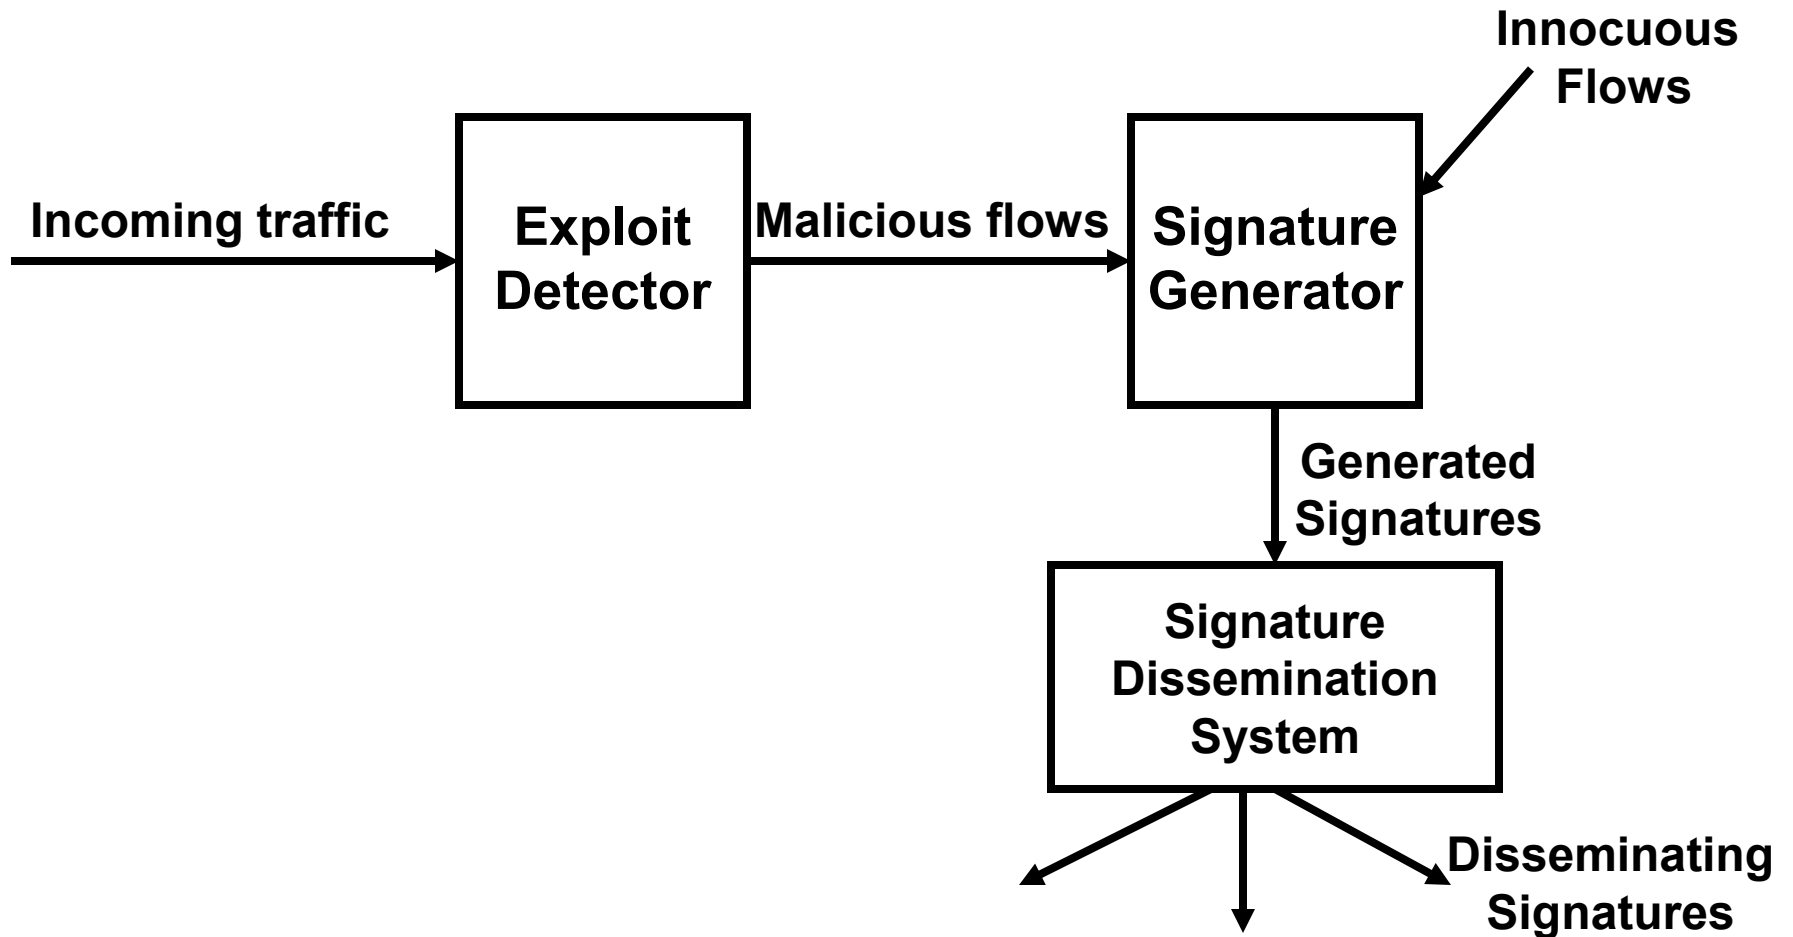 Innocuous
Flows
Incoming traffic
Exploit
Detector
Malicious flows
Signature
Generator
Generated
Signatures
Signature
Dissemination
System
Disseminating
Signatures